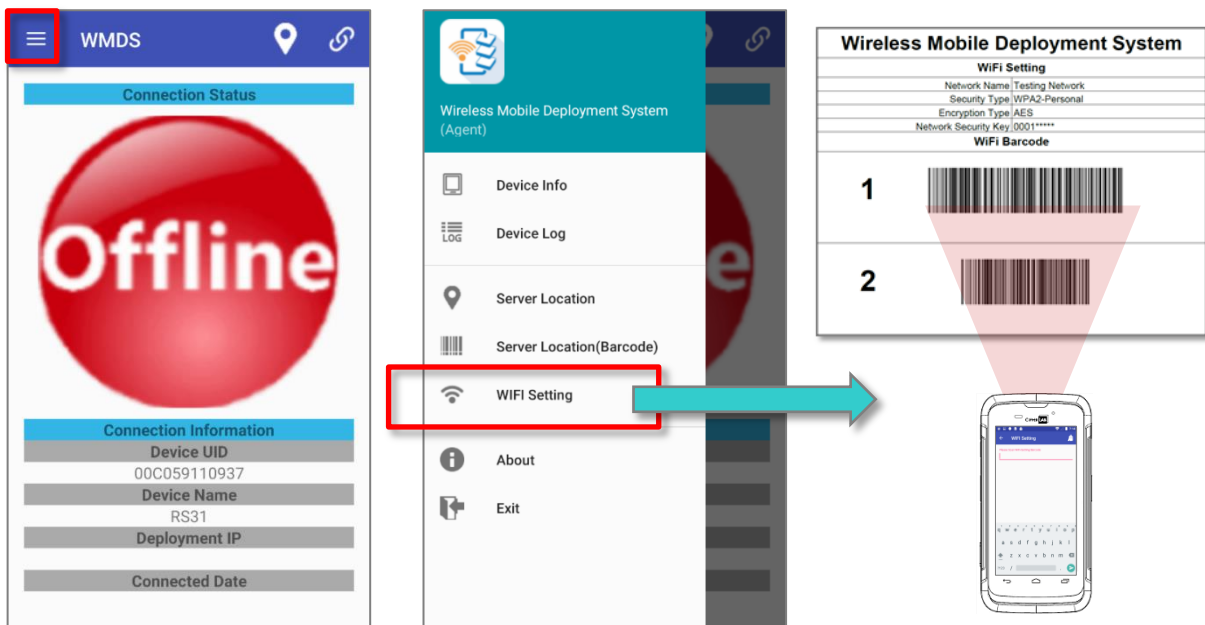 WMDS
Connection Status
Offline
Connection Information
Device UID
00C059110937
Device Name
RS31
Deployment IP
Connected Date
Wireless Mobile Deployment System
(Agent)
Device Info
LOG
Device Log
Server Location
Server Location(Barcode)
WIFI Setting
About
Exit
e
Wireless Mobile Deployment System
WiFi Setting
Network Name Testing Network
Security Type WPA2-Personal
Encryption Type AES
Network Security Key 0001*****
WiFi Barcode
1
2
CIPHERLAB
WIFI Setting
q w e r t y u i o p
a s d f g h j k l
z x c v b n m